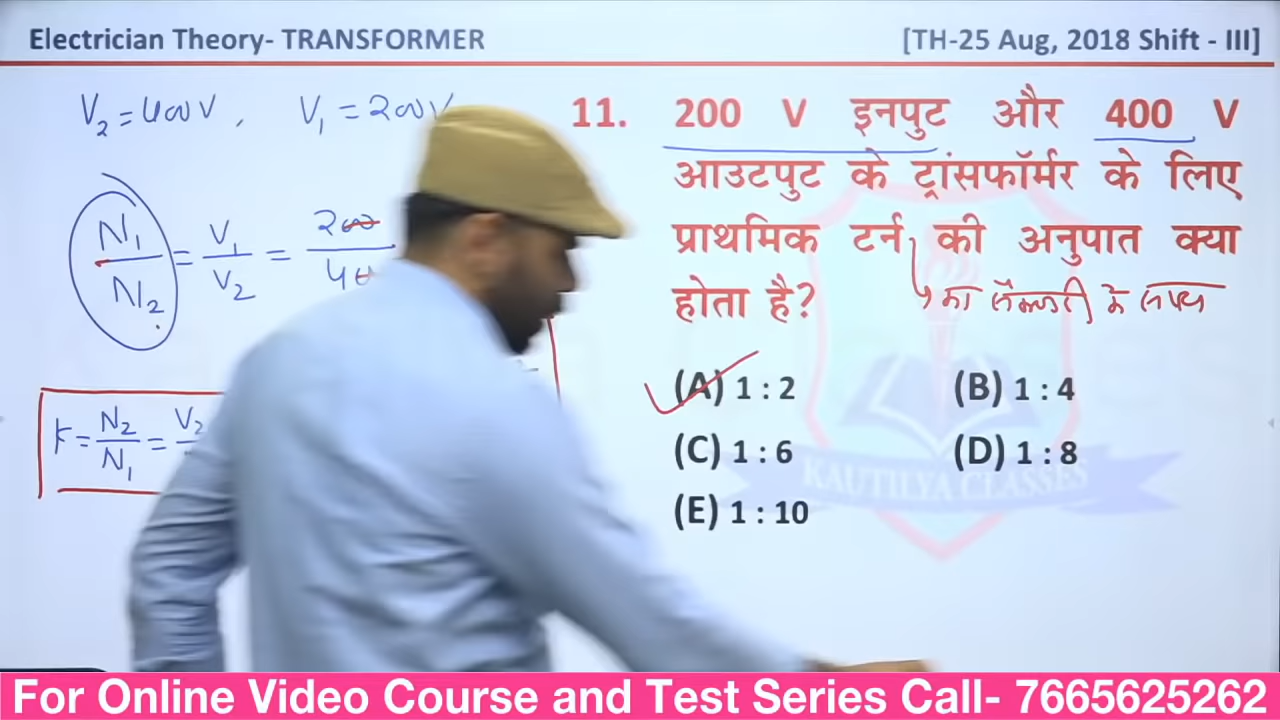 Electrician Theory- TRANSFORMER
[TH-25 Aug, 2018 Shift - III]
V₂ = 400V, V₁ = 200V
N₁/N₂ = V₁/V₂ = 200/40
K = N₂/N₁ = V₂
11. 200 V इनपुट और 400 V
आउटपुट के ट्रांसफॉर्मर के लिए
प्राथमिक टर्न की अनुपात क्या
होता है?
का के
(A) 1 : 2
(B) 1 : 4
(C) 1 : 6
(D) 1 : 8
(E) 1 : 10
KAUTILYA CLASSES
For Online Video Course and Test Series Call- 7665625262